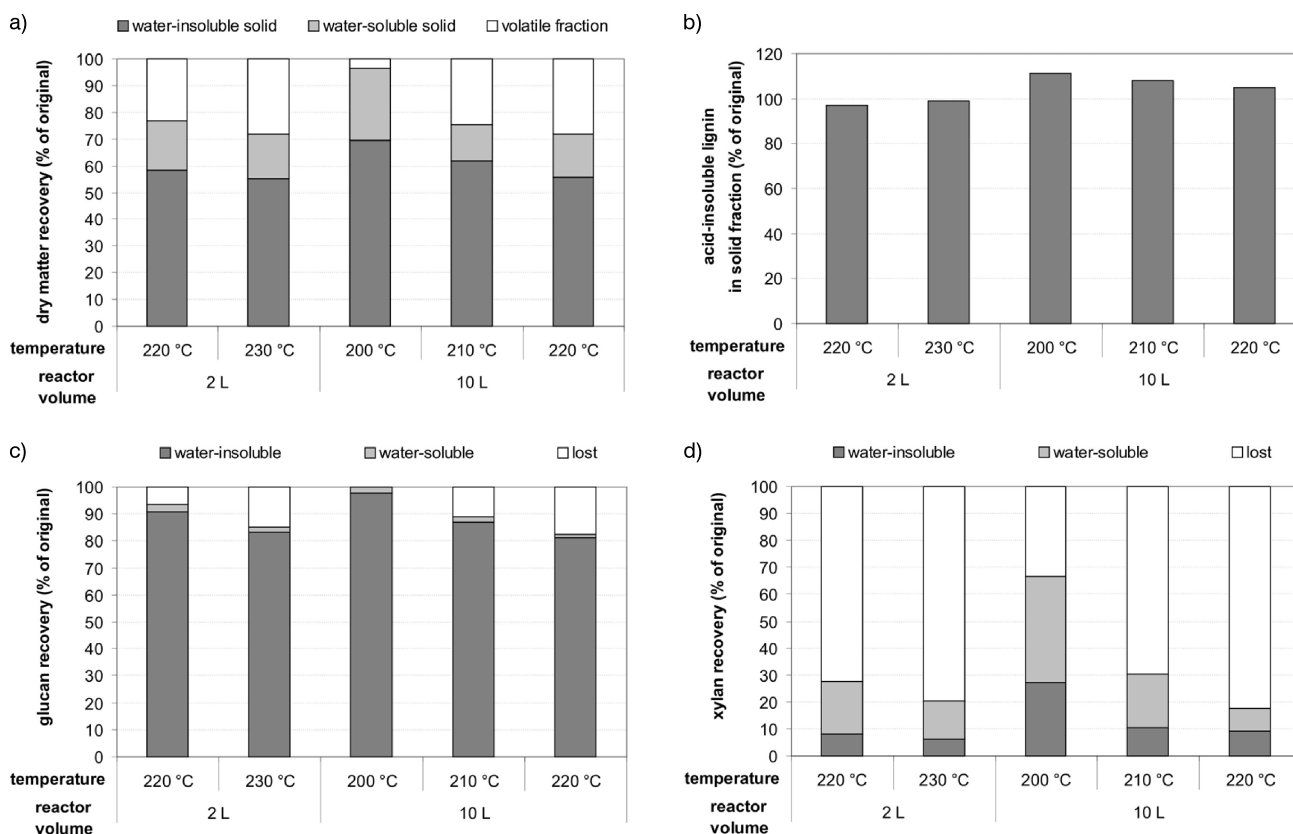 a)
water-insoluble solid water-soluble solid volatile fraction
dry matter recovery (% of original)
100
90
80
70
60
50
40
30
20
10
0
temperature 220 °C 230 °C 200 °C 210 °C 220 °C
reactor volume 2 L 10 L
b)
acid-insoluble lignin
in solid fraction (% of original)
120
100
80
60
40
20
0
temperature 220 °C 230 °C 200 °C 210 °C 220 °C
reactor volume 2 L 10 L
c)
water-insoluble water-soluble lost
glucan recovery (% of original)
100
90
80
70
60
50
40
30
20
10
0
temperature 220 °C 230 °C 200 °C 210 °C 220 °C
reactor volume 2 L 10 L
d)
water-insoluble water-soluble lost
xylan recovery (% of original)
100
90
80
70
60
50
40
30
20
10
0
temperature 220 °C 230 °C 200 °C 210 °C 220 °C
reactor volume 2 L 10 L